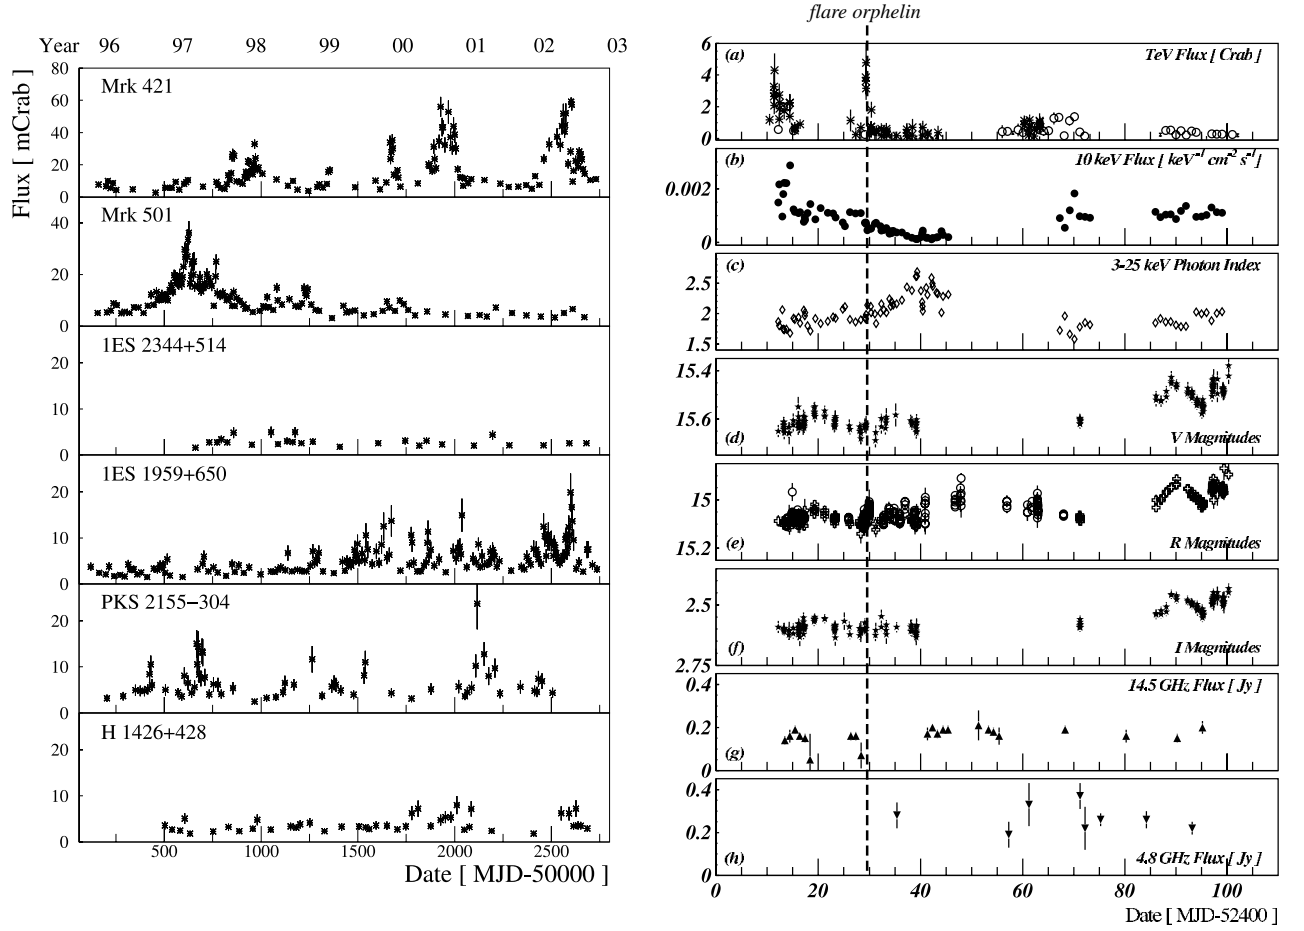 Year 96 97 98 99 00 01 02 03
Flux [ mCrab]
80
60
40
20
0
Mrk 421
40
20
0
Mrk 501
20
10
0
1ES 2344+514
20
10
0
1ES 1959+650
20
10
0
PKS 2155−304
20
10
0
H 1426+428
500 1000 1500 2000 2500
Date [ MJD-50000 ]
flare orphelin
6
4
2
0
(a) TeV Flux [ Crab]
0.002
0
(b) 10 keV Flux [ keV⁻¹ cm⁻² s⁻¹]
2.5
2
1.5
(c) 3-25 keV Photon Index
15.4
15.6
(d) V Magnitudes
15
15.2
(e) R Magnitudes
2.5
2.75
(f) I Magnitudes
0.4
0.2
0
(g) 14.5 GHz Flux [ Jy]
0.4
0.2
0
(h) 4.8 GHz Flux [ Jy]
0 20 40 60 80 100
Date [ MJD-52400 ]